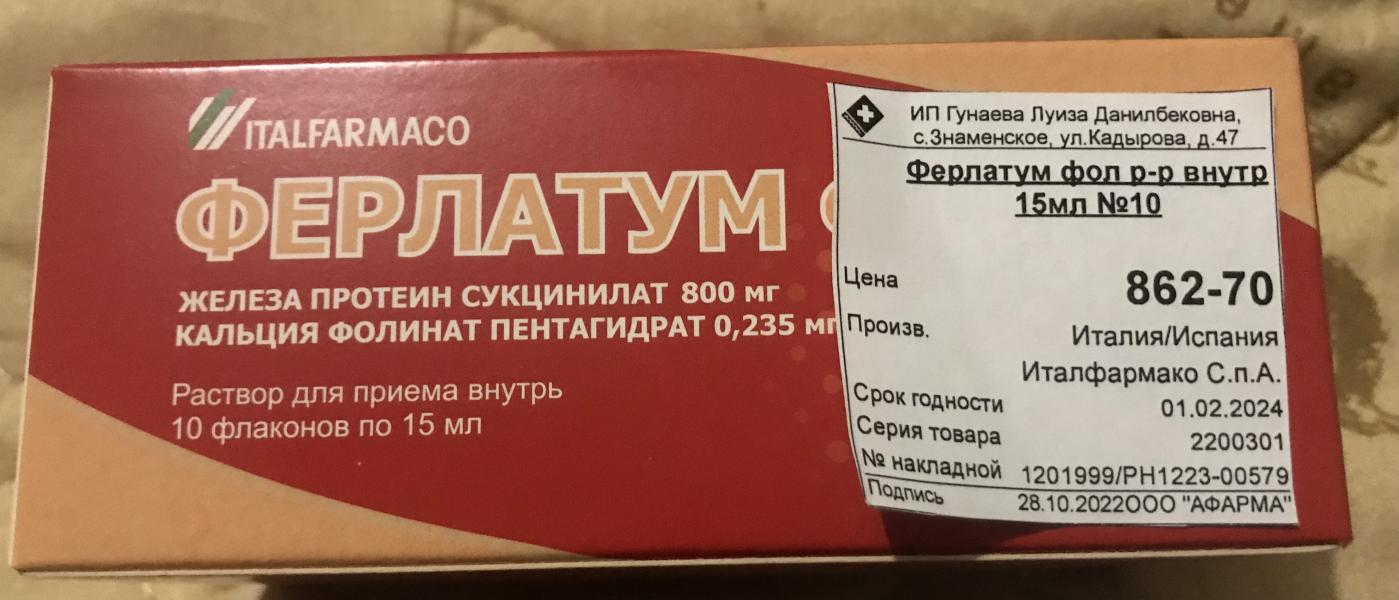 ITALFARMACO
ФЕРЛАТУМ
ЖЕЛЕЗА ПРОТЕИН СУКЦИНИЛАТ 800 мг
КАЛЬЦИЯ ФОЛИНАТ ПЕНТАГИДРАТ 0,235 мг
Раствор для приема внутрь
10 флаконов по 15 мл
ИП Гунаева Луиза Данилбековна,
с.Знаменское, ул.Кадырова, д.47
Ферлатум фол р-р внутр
15мл №10
Цена 862-70
Произв. Италия/Испания
Италфармако С.п.А.
Срок годности 01.02.2024
Серия товара 2200301
№ накладной 1201999/РН1223-00579
Подпись 28.10.2022ООО "АФАРМА"